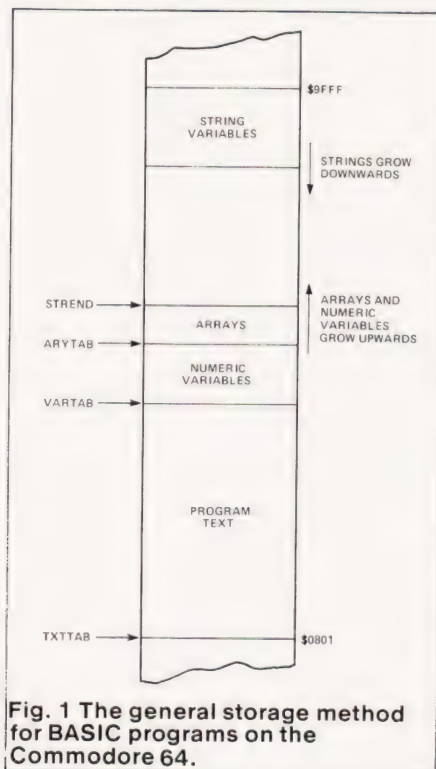 $9FFF
STRING
VARIABLES
STRINGS GROW
DOWNWARDS
STREND
ARRAYS AND
NUMERIC
VARIABLES
GROW UPWARDS
ARRAYS
ARYTAB
NUMERIC
VARIABLES
VARTAB
PROGRAM
TEXT
TXTTAB
$0801
Fig. 1 The general storage method
for BASIC programs on the
Commodore 64.